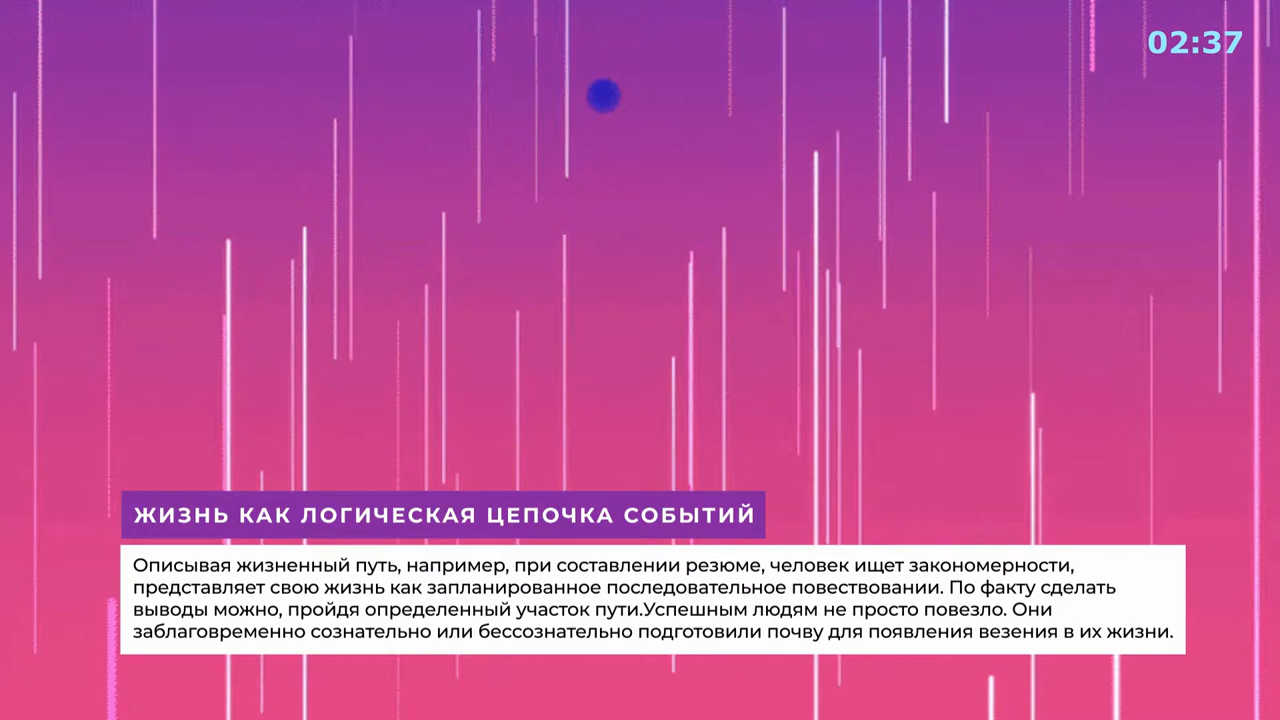 02:37
ЖИЗНЬ КАК ЛОГИЧЕСКАЯ ЦЕПОЧКА СОБЫТИЙ
Описывая жизненный путь, например, при составлении резюме, человек ищет закономерности,
представляет свою жизнь как запланированное последовательное повествовании. По факту сделать
выводы можно, пройдя определенный участок пути.Успешным людям не просто повезло. Они
заблаговременно сознательно или бессознательно подготовили почву для появления везения в их жизни.